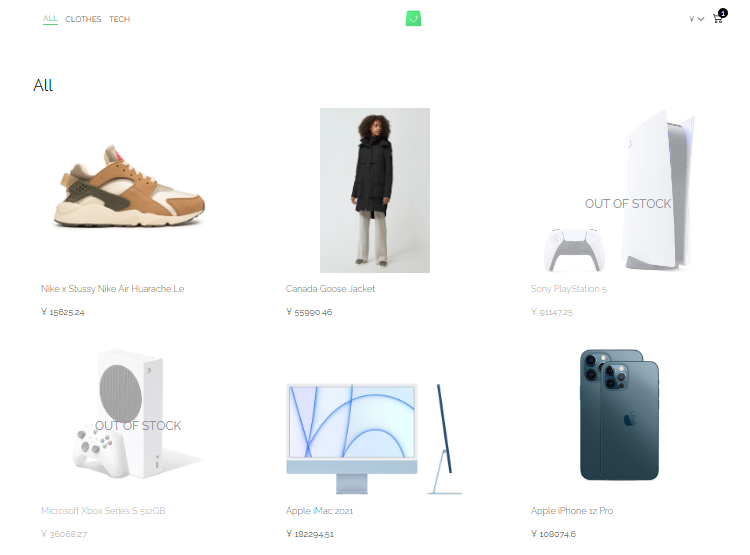 ALL CLOTHES TECH
¥
1
All
OUT OF STOCK
Nike x Stussy Nike Air Huarache Le
Canada Goose Jacket
Sony PlayStation 5
¥ 15625.24
¥ 55990.46
¥ 91147.25
OUT OF STOCK
Microsoft Xbox Series S 512GB
Apple iMac 2021
Apple iPhone 12 Pro
¥ 36068.27
¥ 182294.51
¥ 108074.6